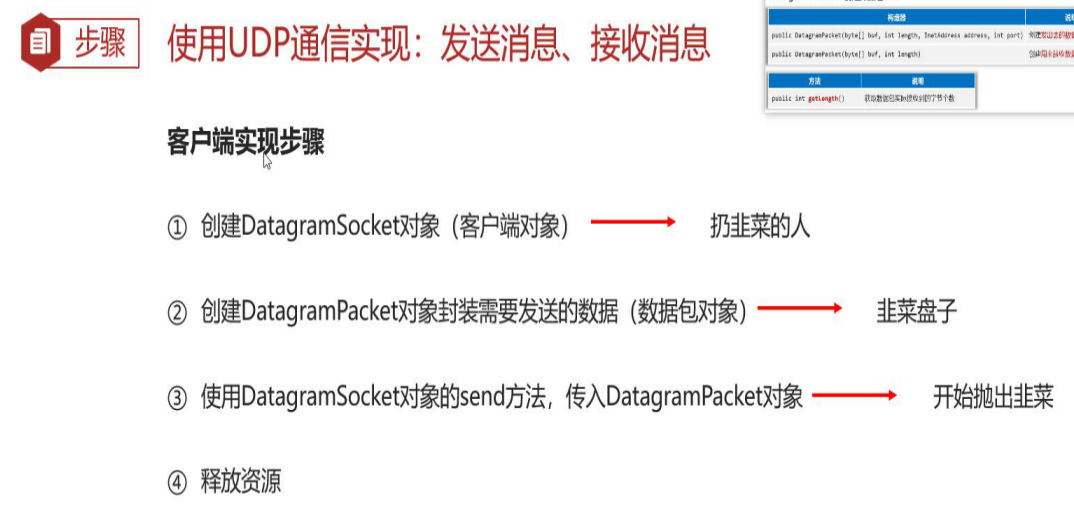 步骤
使用UDP通信实现：发送消息、接收消息
构造器
public DatagramPacket(byte[] buf, int length, InetAddress address, int port)
public DatagramPacket(byte[] buf, int length)
方法 说明
public int getLength() 获取数据包实际接收到的字节个数
客户端实现步骤
① 创建DatagramSocket对象（客户端对象） 扔韭菜的人
② 创建DatagramPacket对象封装需要发送的数据（数据包对象） 韭菜盘子
③ 使用DatagramSocket对象的send方法，传入DatagramPacket对象 开始抛出韭菜
④ 释放资源